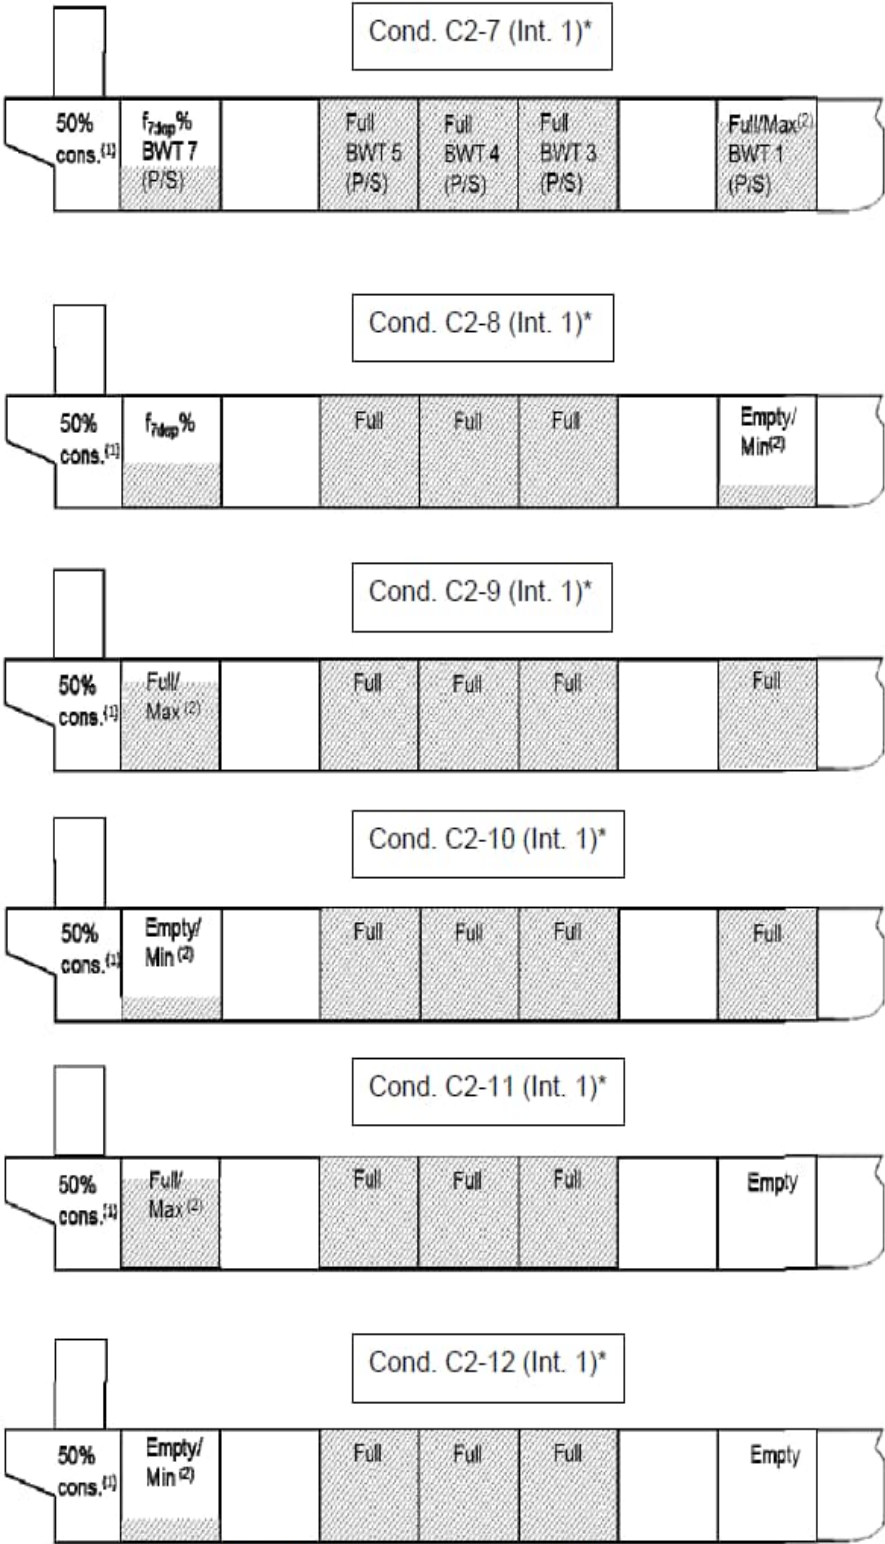 Cond. C2-7 (Int. 1)*
50%
cons.(1)
f7dep%
BWT 7
(P/S)
Full
BWT 5
(P/S)
Full
BWT 4
(P/S)
Full
BWT 3
(P/S)
Full/Max(2)
BWT 1
(P/S)
Cond. C2-8 (Int. 1)*
50%
cons.(1)
f7dep%
Full
Full
Full
Empty/
Min(2)
Cond. C2-9 (Int. 1)*
50%
cons.(1)
Full/
Max (2)
Full
Full
Full
Full
Cond. C2-10 (Int. 1)*
50%
cons.(1)
Empty/
Min (2)
Full
Full
Full
Full
Cond. C2-11 (Int. 1)*
50%
cons.(1)
Full/
Max (2)
Full
Full
Full
Empty
Cond. C2-12 (Int. 1)*
50%
cons.(1)
Empty/
Min (2)
Full
Full
Full
Empty